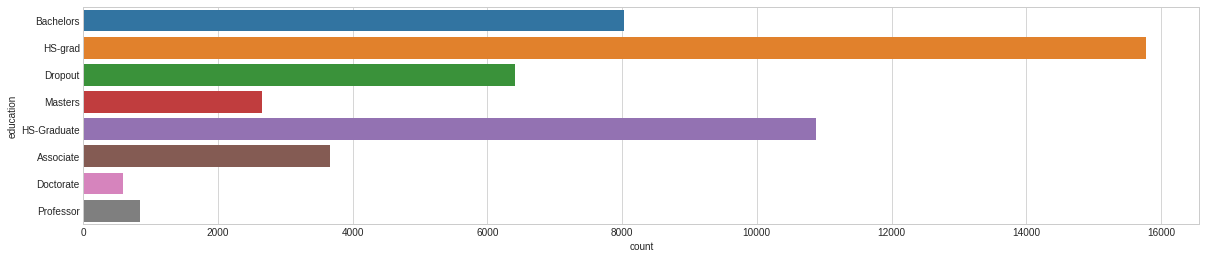 education
Bachelors
HS-grad
Dropout
Masters
HS-Graduate
Associate
Doctorate
Professor
0 2000 4000 6000 8000 10000 12000 14000 16000
count